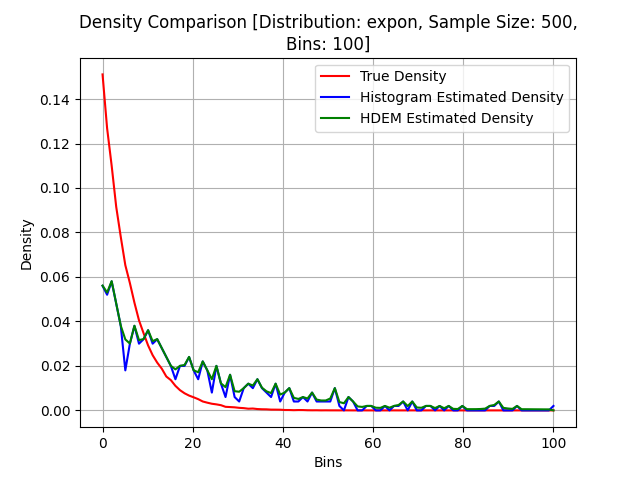 Density Comparison [Distribution: expon, Sample Size: 500,
Bins: 100]
True Density
Histogram Estimated Density
HDEM Estimated Density
Density
0.14
0.12
0.10
0.08
0.06
0.04
0.02
0.00
0 20 40 60 80 100
Bins